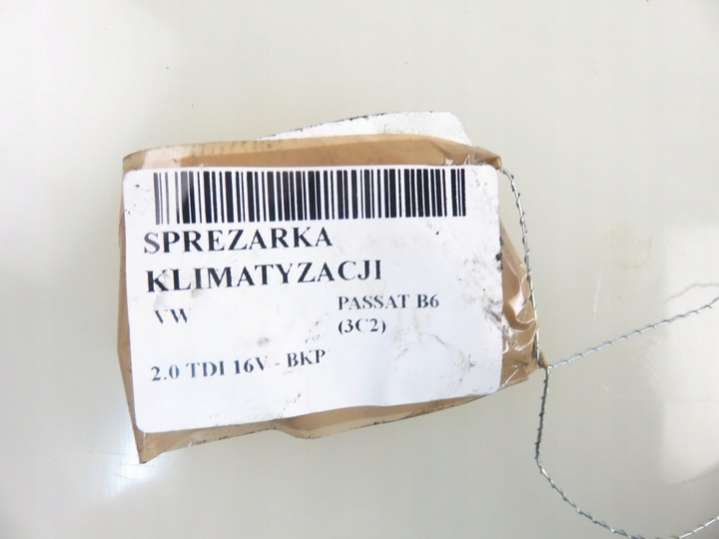 SPREZARKA
KLIMATYZACJI
VW PASSAT B6
(3C2)
2.0 TDI 16V - BKP